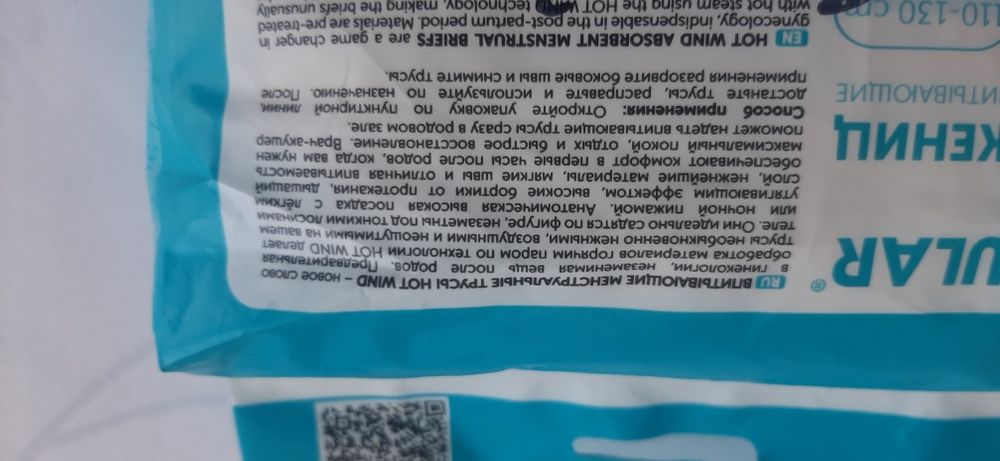 ULAR®
ЖЕНИЦ
ПИТЫВАЮЩИЕ
110-130 cm
RU ВПИТЫВАЮЩИЕ МЕНСТРУАЛЬНЫЕ ТРУСЫ HOT WIND – новое слово
в гинекологии, незаменимая вещь после родов. Предварительная
обработка материалов горячим паром по технологии HOT WIND делает
трусы необыкновенно нежными, воздушными и неощутимыми на вашем
теле. Они идеально садятся по фигуре, незаметны под тонкими лосинами
или ночной пижамой. Анатомическая высокая посадка с лёгким
утягивающим эффектом, высокие бортики от протекания, дышащий
слой, нежнейшие материалы, мягкие швы и отличная впитываемость
обеспечивают комфорт в первые часы после родов, когда вам нужен
максимальный покой, отдых и быстрое восстановление. Врач-акушер
поможет надеть впитывающие трусы сразу в родовом зале.
Способ применения: Откройте упаковку по пунктирной линии,
достаньте трусы, расправьте и используйте по назначению. После
применения разорвите боковые швы и снимите трусы.
EN HOT WIND ABSORBENT MENSTRUAL BRIEFS are a game changer in
gynecology, indispensable in the post-partum period. Materials are pre-treated
with hot steam using the HOT WIND technology, making the briefs unusually